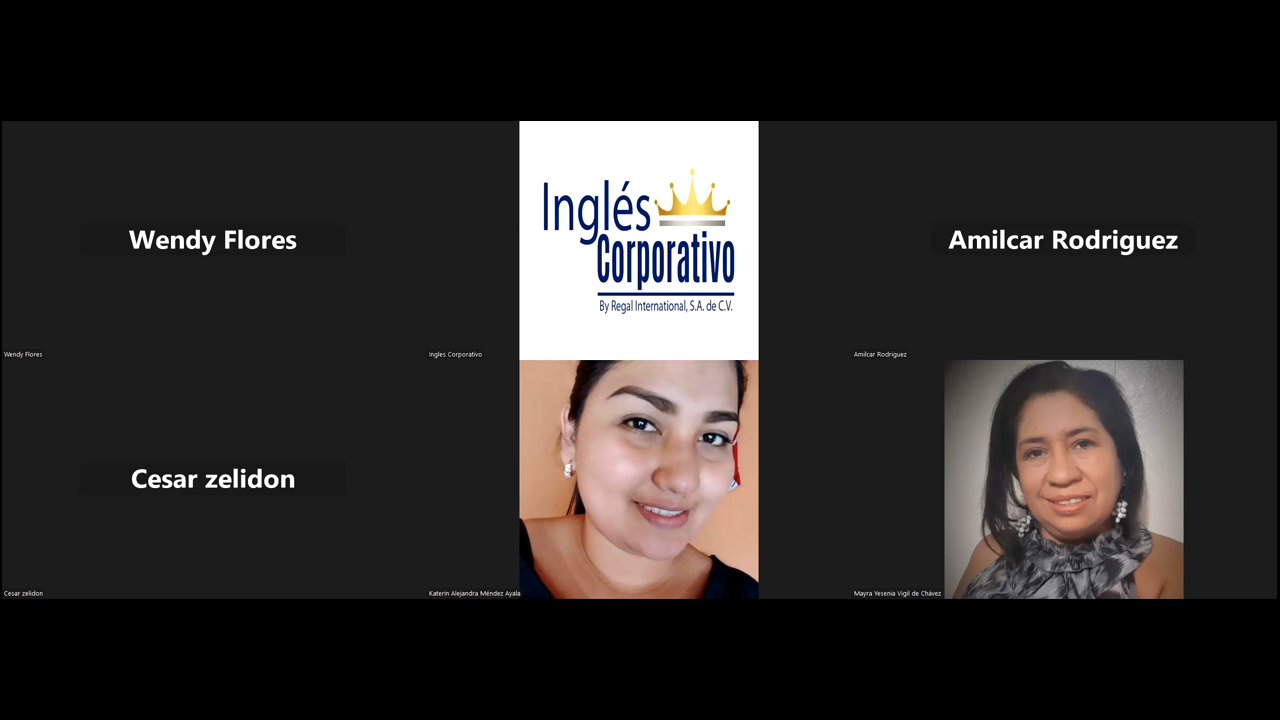 Wendy Flores
Inglés
Corporativo
By Regal International, S.A. de C.V.
Amilcar Rodriguez
Wendy Flores
Ingles Corporativo
Amilcar Rodriguez
Cesar zelidon
Cesar zelidon
Katerin Alejandra Méndez Ayala
Mayra Yesenia Vigil de Chávez